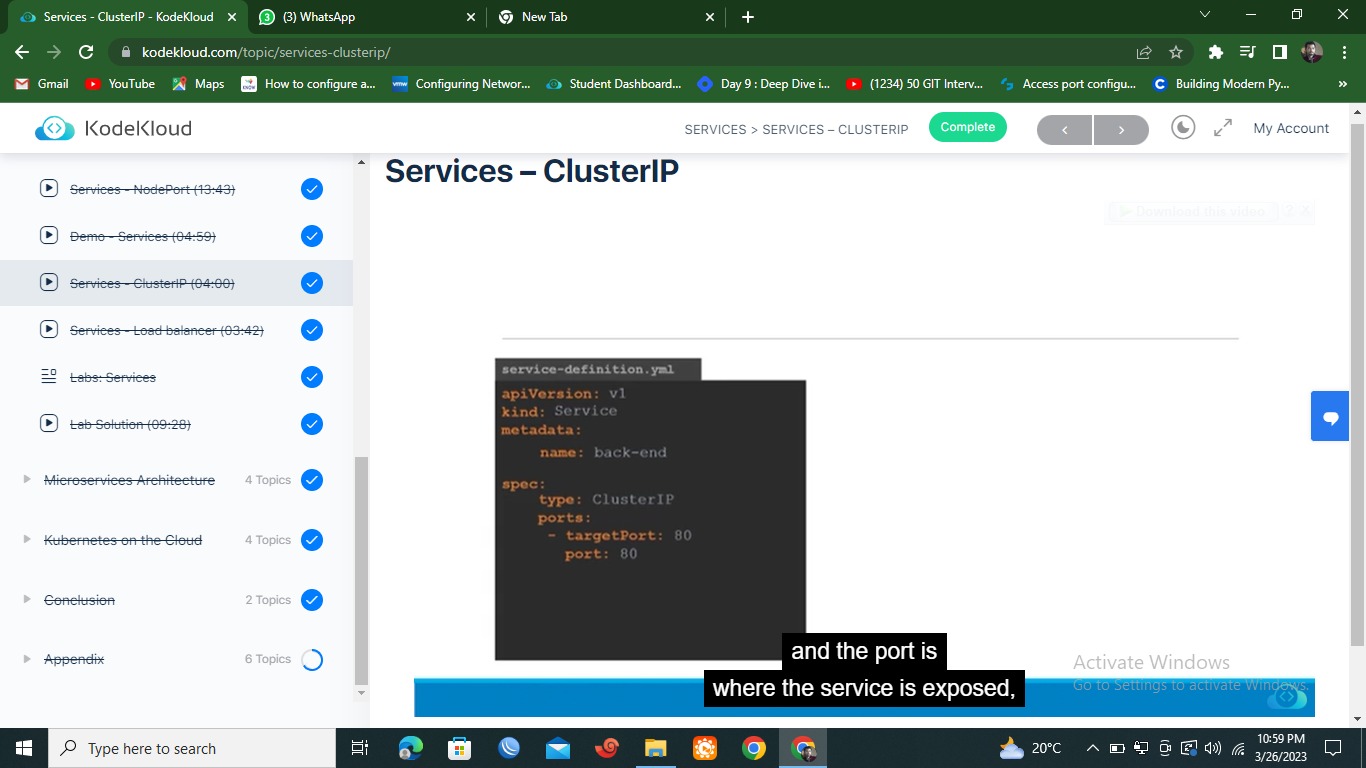 Services - ClusterIP - KodeKloud
(3) WhatsApp
New Tab
kodekloud.com/topic/services-clusterip/
Gmail
YouTube
Maps
How to configure a...
Configuring Networ...
Student Dashboard...
Day 9 : Deep Dive i...
(1234) 50 GIT Interv...
Access port configu...
Building Modern Py...
KodeKloud
SERVICES > SERVICES – CLUSTERIP
Complete
My Account
Services - NodePort (13:43)
Demo - Services (04:59)
Services - ClusterIP (04:00)
Services - Load balancer (03:42)
Labs: Services
Lab Solution (09:28)
Microservices Architecture 4 Topics
Kubernetes on the Cloud 4 Topics
Conclusion 2 Topics
Appendix 6 Topics
Services – ClusterIP
Download this video
service-definition.yml
apiVersion: v1
kind: Service
metadata:
name: back-end
spec:
type: ClusterIP
ports:
- targetPort: 80
port: 80
and the port is
where the service is exposed,
Activate Windows
Go to Settings to activate Windows.
Type here to search
20°C
10:59 PM
3/26/2023